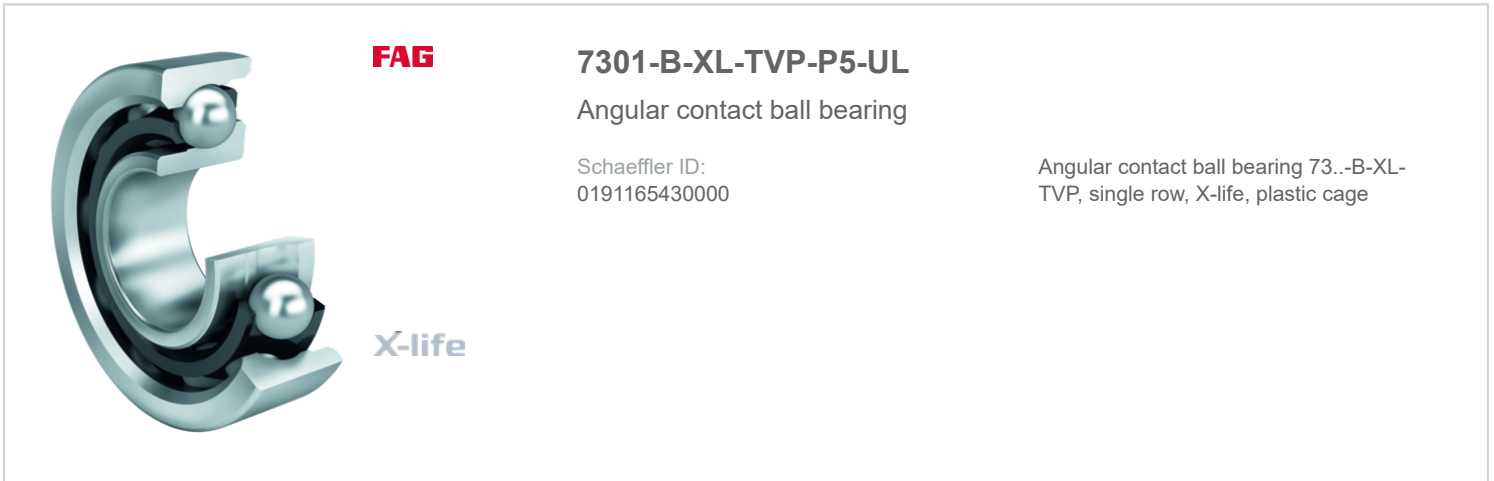 FAG
7301-B-XL-TVP-P5-UL
Angular contact ball bearing
Schaeffler ID:
0191165430000
Angular contact ball bearing 73..-B-XL-
TVP, single row, X-life, plastic cage
X-life